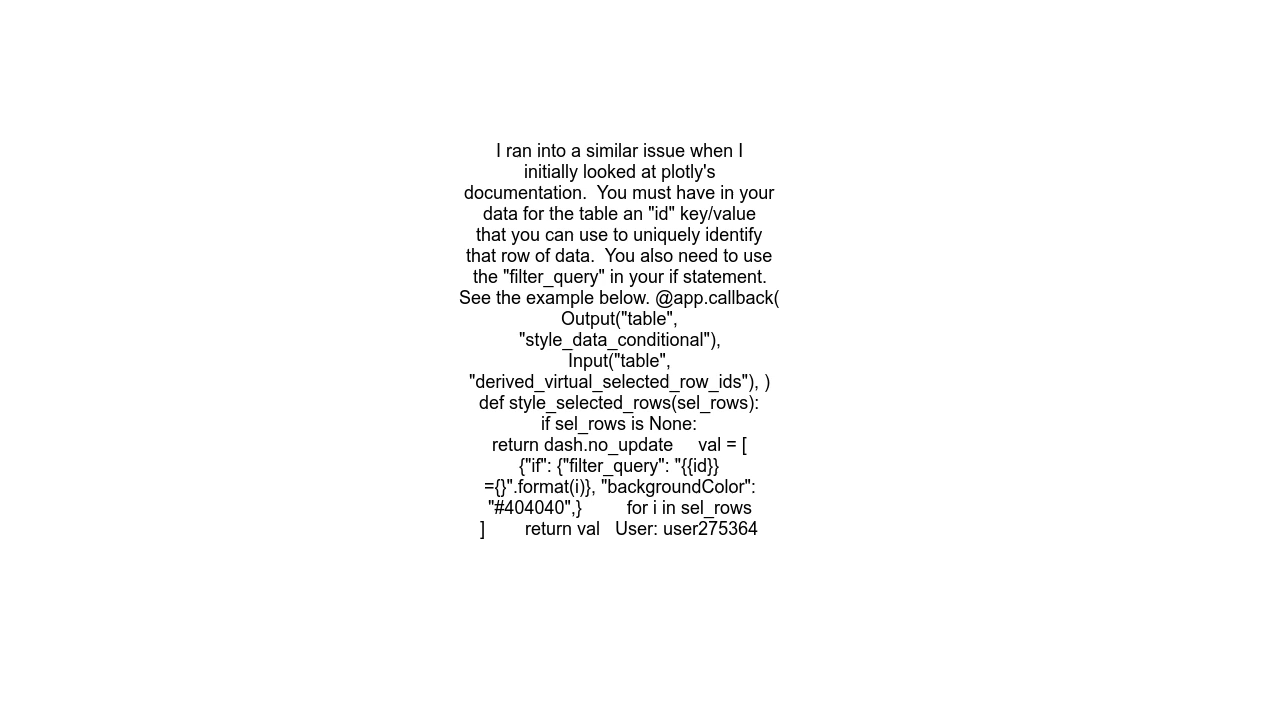 I ran into a similar issue when I
initially looked at plotly's
documentation.  You must have in your
data for the table an "id" key/value
that you can use to uniquely identify
that row of data.  You also need to use
the "filter_query" in your if statement.
See the example below. @app.callback(
Output("table",
"style_data_conditional"),
Input("table",
"derived_virtual_selected_row_ids"), )
def style_selected_rows(sel_rows):
if sel_rows is None:
return dash.no_update     val = [
{"if": {"filter_query": "{{id}}
={}".format(i)}, "backgroundColor":
"#404040",}         for i in sel_rows
]        return val   User: user275364